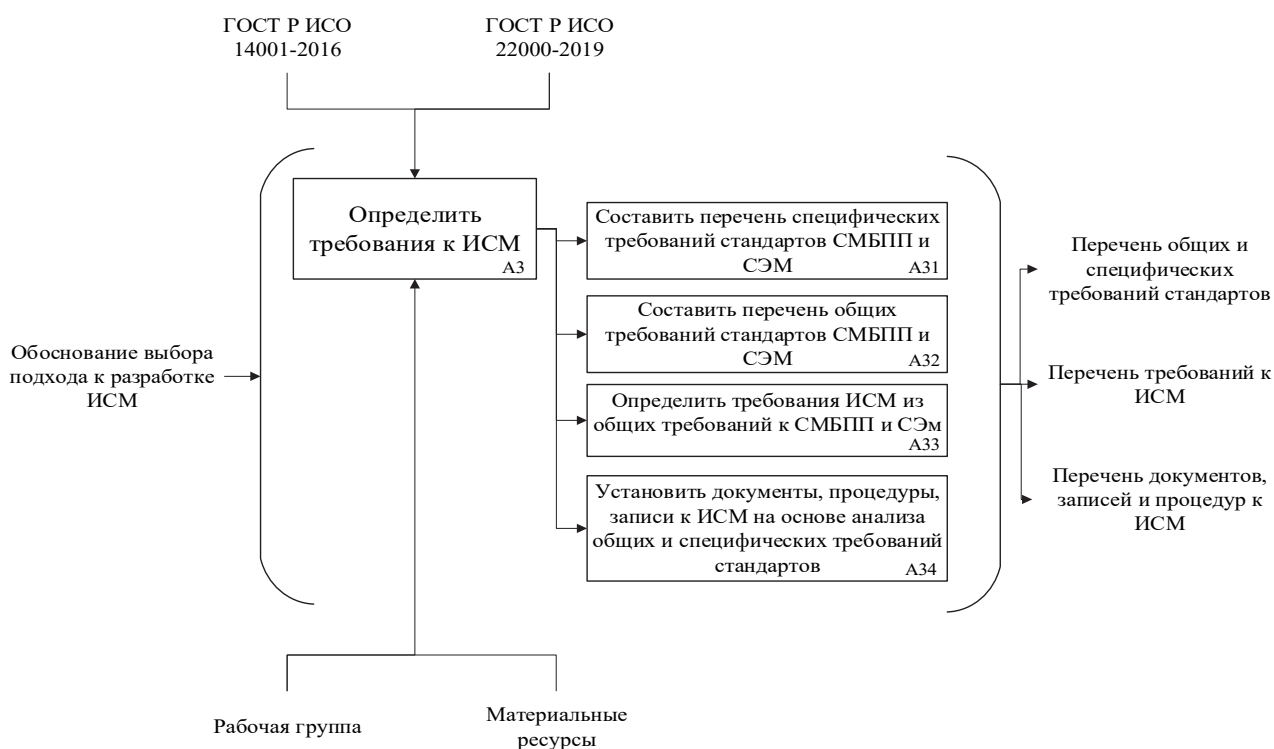 ГОСТ Р ИСО
14001-2016
ГОСТ Р ИСО
22000-2019
Определить
требования к ИСМ
А3
Составить перечень специфических
требований стандартов СМБПП и
СЭМ
А31
Составить перечень общих
требований стандартов СМБПП и
СЭМ
А32
Определить требования ИСМ из
общих требований к СМБПП и СЭм
А33
Установить документы, процедуры,
записи к ИСМ на основе анализа
общих и специфических требований
стандартов
А34
Обоснование выбора
подхода к разработке
ИСМ
Перечень общих и
специфических
требований стандартов
Перечень требований к
ИСМ
Перечень документов,
записей и процедур к
ИСМ
Рабочая группа
Материальные
ресурсы